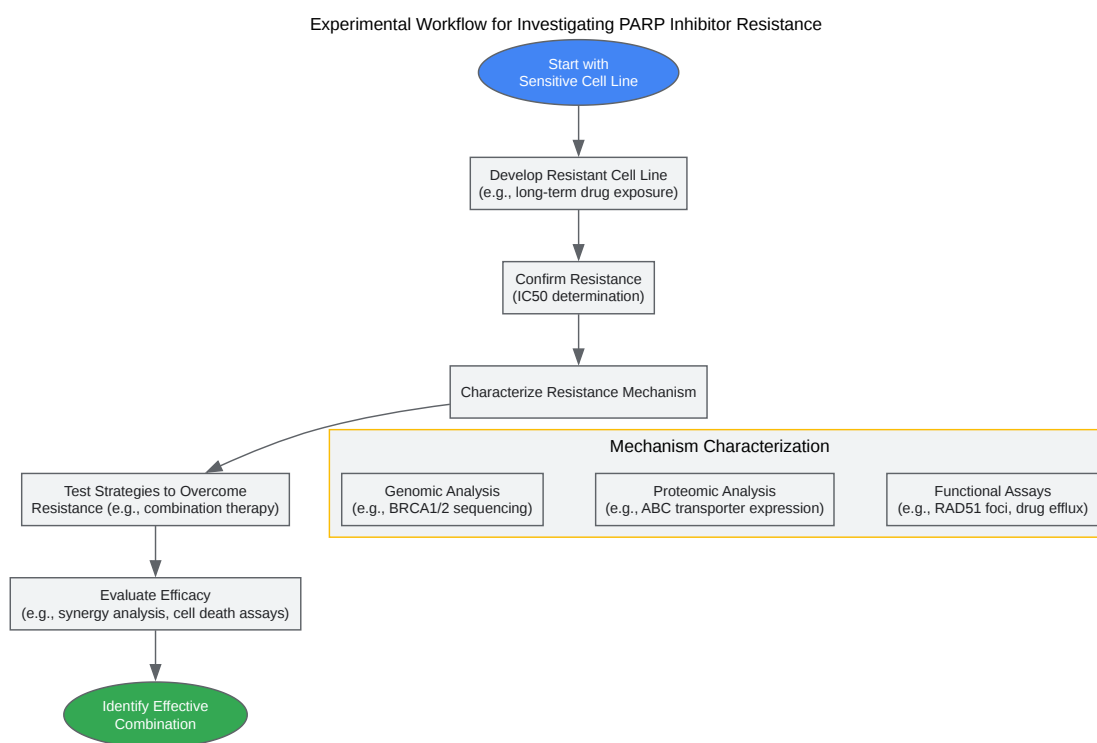 Experimental Workflow for Investigating PARP Inhibitor Resistance
Start with
Sensitive Cell Line
Develop Resistant Cell Line
(e.g., long-term drug exposure)
Confirm Resistance
(IC50 determination)
Characterize Resistance Mechanism
Mechanism Characterization
Genomic Analysis
(e.g., BRCA1/2 sequencing)
Proteomic Analysis
(e.g., ABC transporter expression)
Functional Assays
(e.g., RAD51 foci, drug efflux)
Test Strategies to Overcome
Resistance (e.g., combination therapy)
Evaluate Efficacy
(e.g., synergy analysis, cell death assays)
Identify Effective
Combination